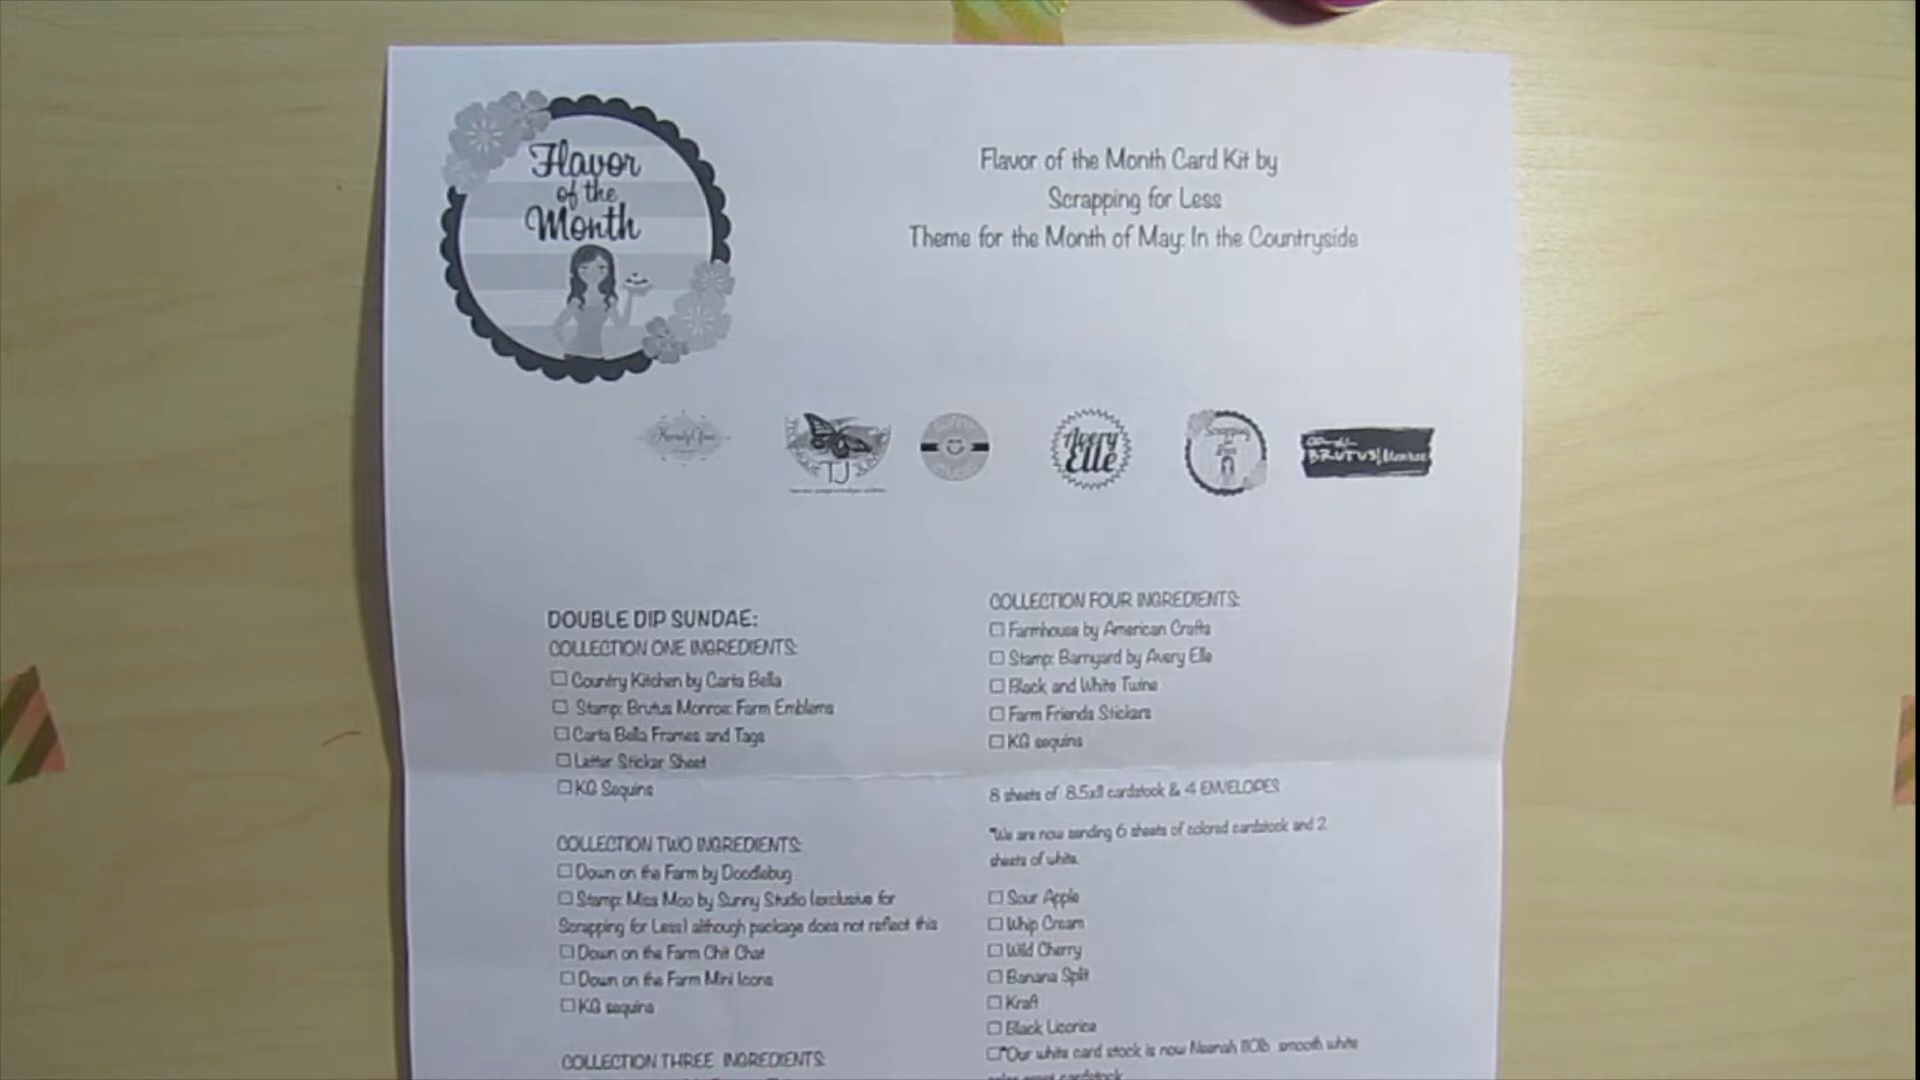 Flavor
of the
Month
Flavor of the Month Card Kit by
Scrapping for Less
Theme for the Month of May: In the Countryside
TJ
Avery
Elle
Scrapping
for
Less
BRUTUS|Monroe
DOUBLE DIP SUNDAE:
COLLECTION ONE INGREDIENTS:
Country Kitchen by Carta Bella
Stamp: Brutus Monroe: Farm Emblems
Carta Bella Frames and Tags
Letter Sticker Sheet
KG Sequins
COLLECTION TWO INGREDIENTS:
Down on the Farm by Doodlebug
Stamp: Miss Moo by Sunny Studio (exclusive for
Scrapping for Less) although package does not reflect this
Down on the Farm Chit Chat
Down on the Farm Mini Icons
KG sequins
COLLECTION THREE INGREDIENTS:
COLLECTION FOUR INGREDIENTS:
Farmhouse by American Crafts
Stamp: Barnyard by Avery Elle
Black and White Twine
Farm Friends Stickers
KG sequins
8 sheets of 8.5x11 cardstock & 4 ENVELOPES
*We are now sending 6 sheets of colored cardstock and 2
sheets of white.
Sour Apple
Whip Cream
Wild Cherry
Banana Split
Kraft
Black Licorice
*Our white card stock is now Neenah 110lb smooth white
cardstock